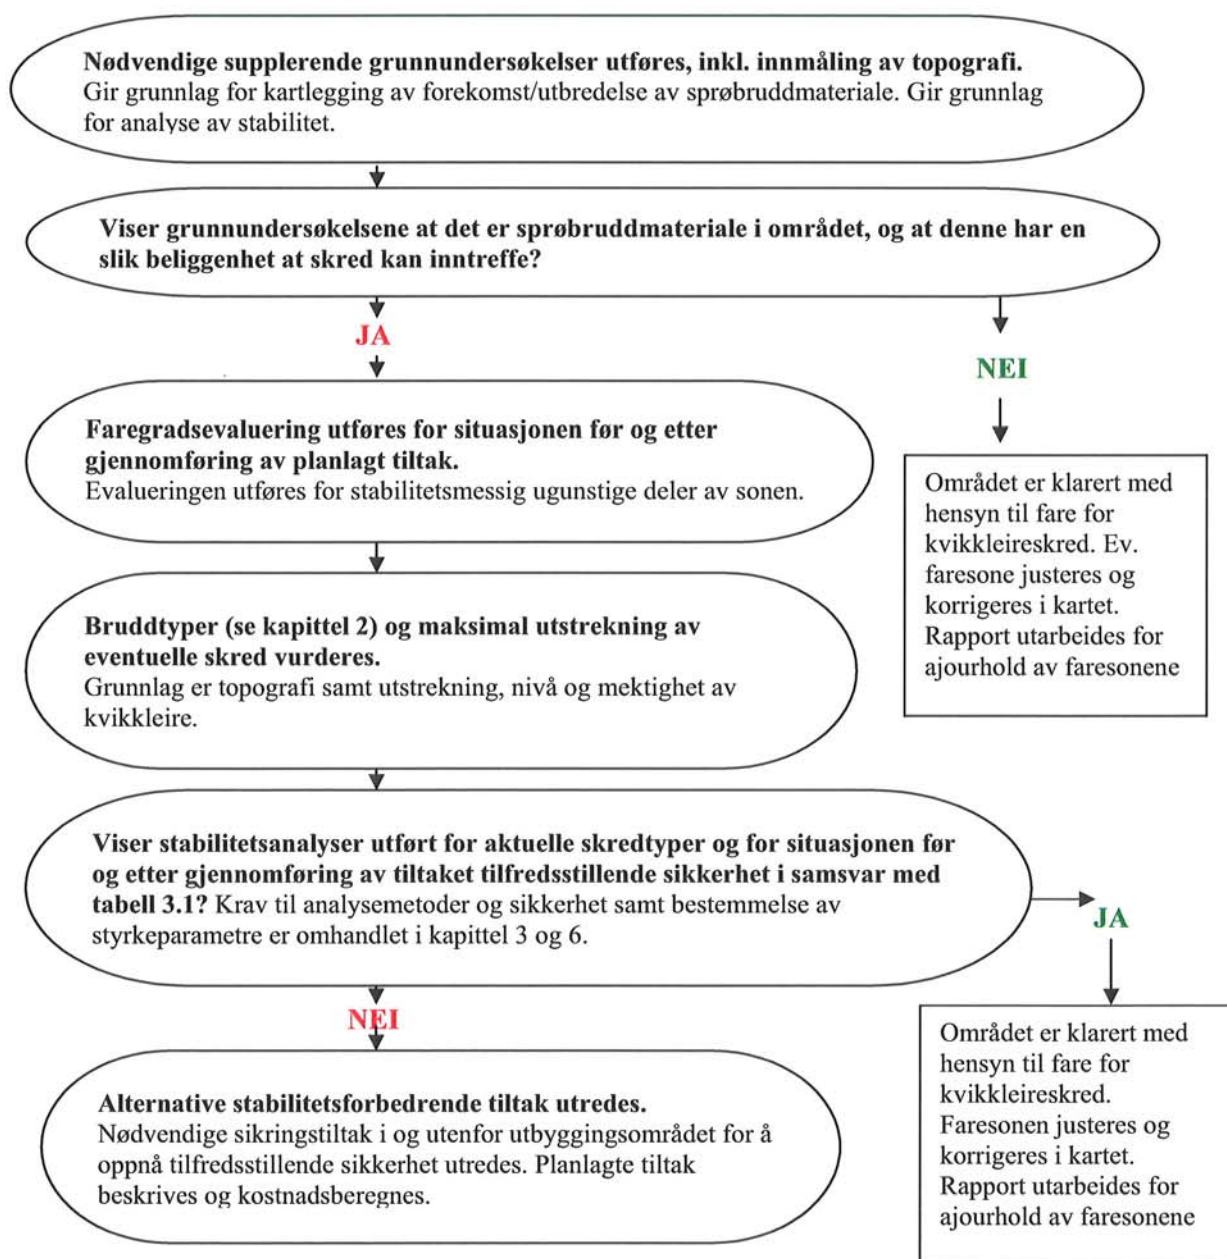 Nødvendige supplerende grunnundersøkelser utføres, inkl. innmåling av topografi.
Gir grunnlag for kartlegging av forekomst/utbredelse av sprøbruddmateriale. Gir grunnlag
for analyse av stabilitet.
Viser grunnundersøkelsene at det er sprøbruddmateriale i området, og at denne har en
slik beliggenhet at skred kan inntreffe?
JA
NEI
Faregradsevaluering utføres for situasjonen før og etter
gjennomføring av planlagt tiltak.
Evalueringen utføres for stabilitetsmessig ugunstige deler av sonen.
Området er klarert med
hensyn til fare for
kvikkleireskred. Ev.
faresone justeres og
korrigeres i kartet.
Rapport utarbeides for
ajourhold av faresonene
Bruddtyper (se kapittel 2) og maksimal utstrekning av
eventuelle skred vurderes.
Grunnlag er topografi samt utstrekning, nivå og mektighet av
kvikkleire.
Viser stabilitetsanalyser utført for aktuelle skredtyper og for situasjonen før
og etter gjennomføring av tiltaket tilfredsstillende sikkerhet i samsvar med
tabell 3.1? Krav til analysemetoder og sikkerhet samt bestemmelse av
styrkeparametre er omhandlet i kapittel 3 og 6.
JA
NEI
Området er klarert med
hensyn til fare for
kvikkleireskred.
Faresonen justeres og
korrigeres i kartet.
Rapport utarbeides for
ajourhold av faresonene
Alternative stabilitetsforbedrende tiltak utredes.
Nødvendige sikringstiltak i og utenfor utbyggingsområdet for å
oppnå tilfredsstillende sikkerhet utredes. Planlagte tiltak
beskrives og kostnadsberegnes.